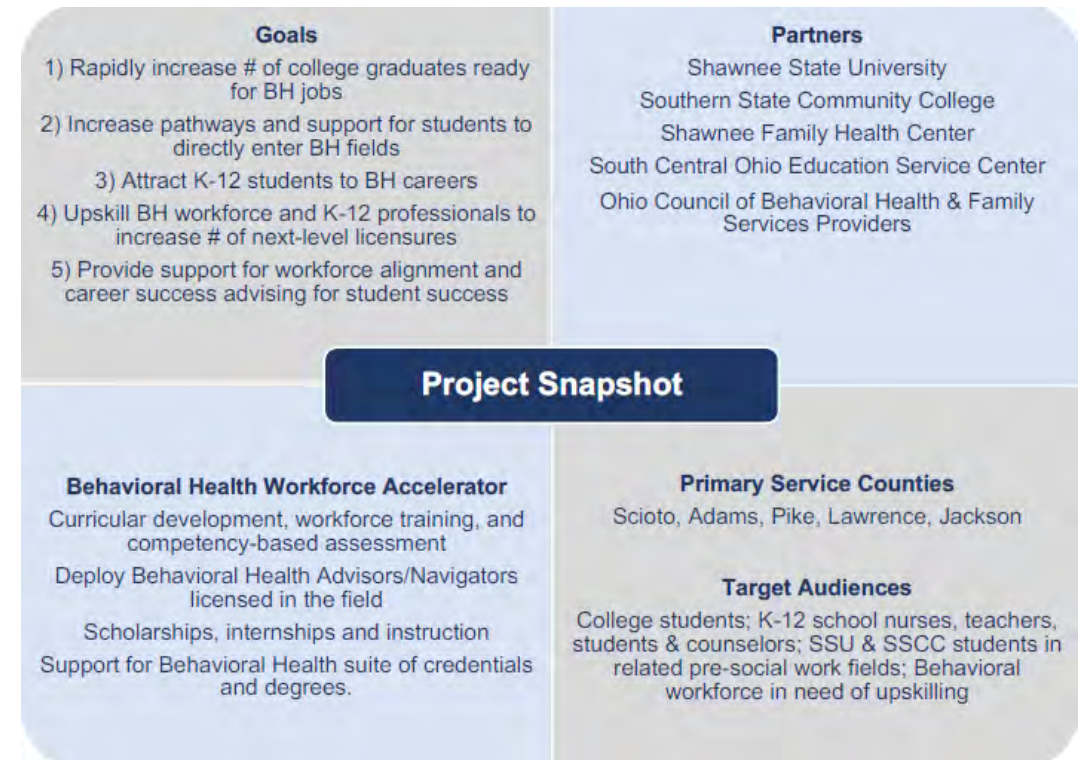 Goals
1) Rapidly increase # of college graduates ready
for BH jobs
2) Increase pathways and support for students to
directly enter BH fields
3) Attract K-12 students to BH careers
4) Upskill BH workforce and K-12 professionals to
increase # of next-level licensures
5) Provide support for workforce alignment and
career success advising for student success
Partners
Shawnee State University
Southern State Community College
Shawnee Family Health Center
South Central Ohio Education Service Center
Ohio Council of Behavioral Health & Family
Services Providers
Project Snapshot
Behavioral Health Workforce Accelerator
Curricular development, workforce training, and
competency-based assessment
Deploy Behavioral Health Advisors/Navigators
licensed in the field
Scholarships, internships and instruction
Support for Behavioral Health suite of credentials
and degrees.
Primary Service Counties
Scioto, Adams, Pike, Lawrence, Jackson
Target Audiences
College students; K-12 school nurses, teachers,
students & counselors; SSU & SSCC students in
related pre-social work fields; Behavioral
workforce in need of upskilling